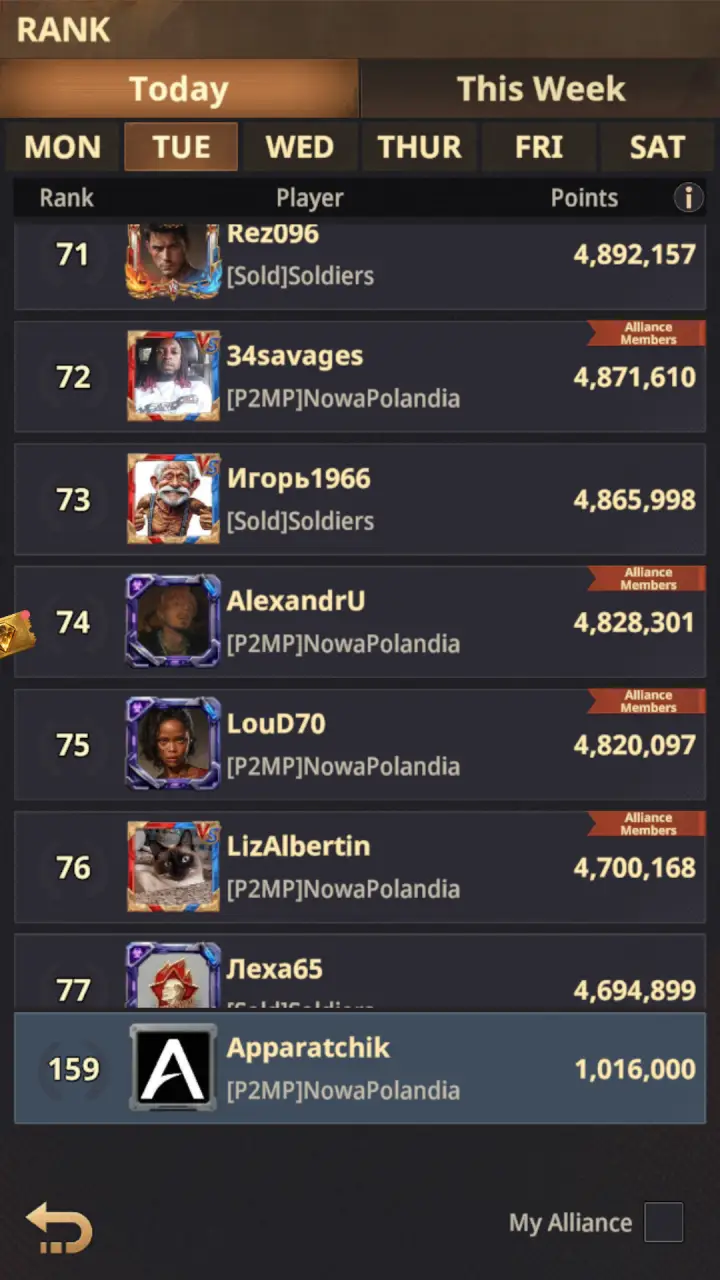 RANK
Today
This Week
MON
TUE
WED
THUR
FRI
SAT
Rank
Player
Points
71
Rez096
[Sold]Soldiers
4,892,157
Alliance
Members
72
34savages
[P2MP]NowaPolandia
4,871,610
73
Игорь1966
[Sold]Soldiers
4,865,998
Alliance
Members
74
AlexandrU
[P2MP]NowaPolandia
4,828,301
Alliance
Members
75
LouD70
[P2MP]NowaPolandia
4,820,097
Alliance
Members
76
LizAlbertin
[P2MP]NowaPolandia
4,700,168
77
Леха65
[Sold]Soldiers
4,694,899
159
Apparatchik
[P2MP]NowaPolandia
1,016,000
My Alliance